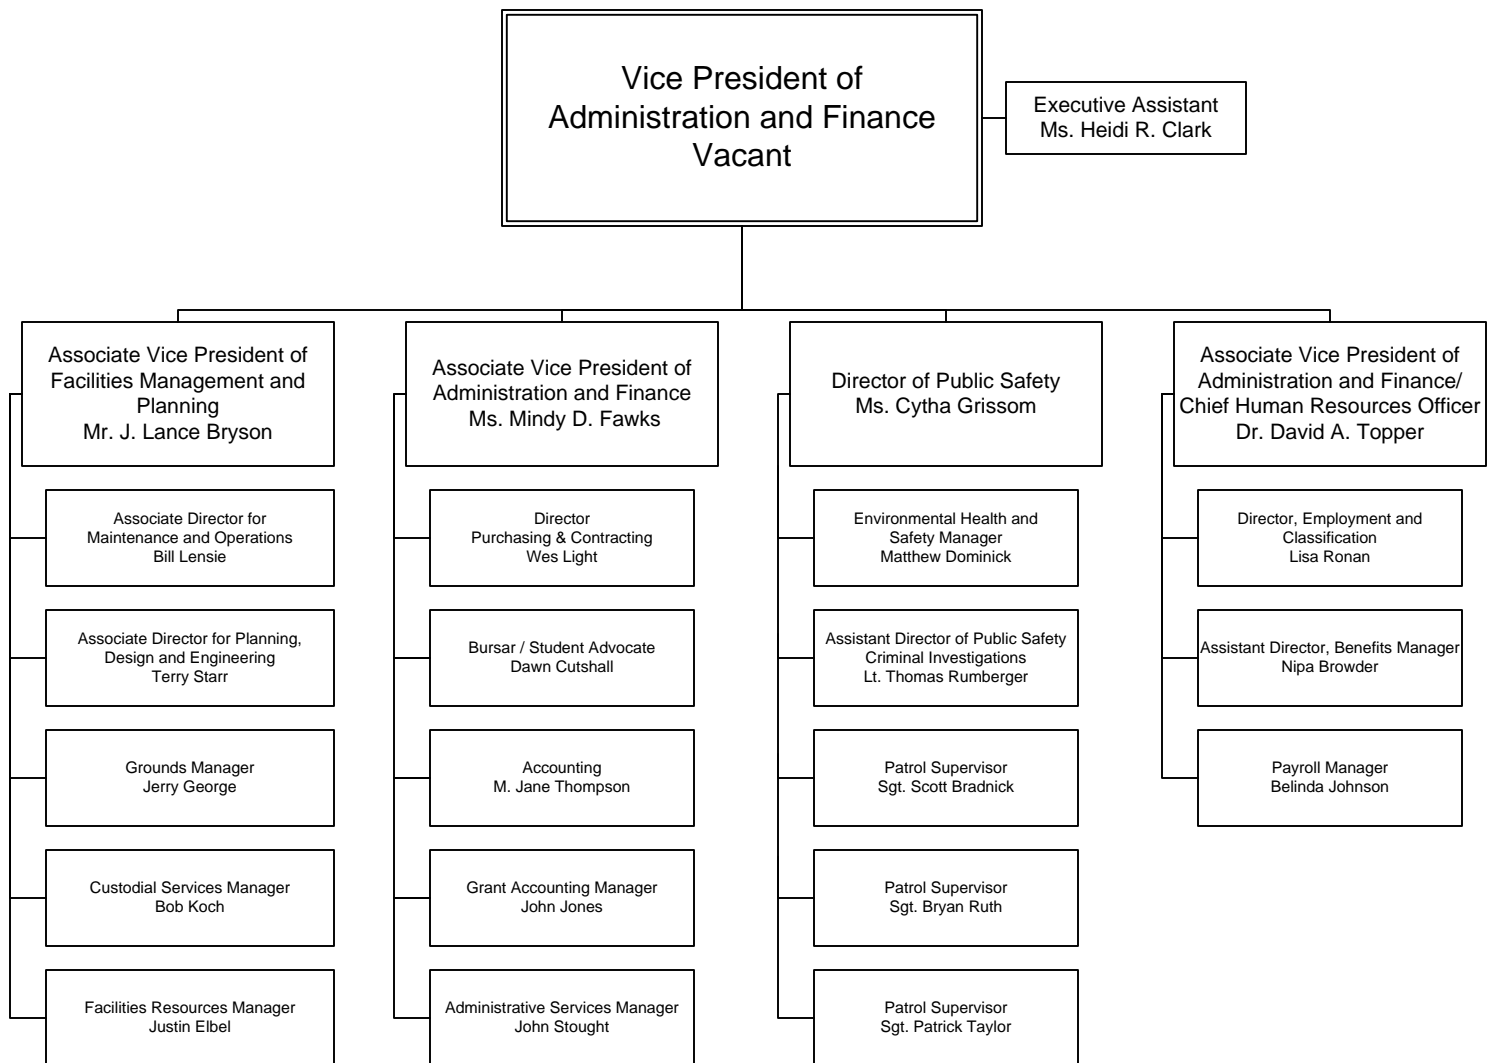 Vice President of
Administration and Finance
Vacant
Executive Assistant
Ms. Heidi R. Clark
Associate Vice President of
Facilities Management and
Planning
Mr. J. Lance Bryson
Associate Director for
Maintenance and Operations
Bill Lensie
Associate Director for Planning,
Design and Engineering
Terry Starr
Grounds Manager
Jerry George
Custodial Services Manager
Bob Koch
Facilities Resources Manager
Justin Elbel
Associate Vice President of
Administration and Finance
Ms. Mindy D. Fawks
Director
Purchasing & Contracting
Wes Light
Bursar / Student Advocate
Dawn Cutshall
Accounting
M. Jane Thompson
Grant Accounting Manager
John Jones
Administrative Services Manager
John Stought
Director of Public Safety
Ms. Cytha Grissom
Environmental Health and
Safety Manager
Matthew Dominick
Assistant Director of Public Safety
Criminal Investigations
Lt. Thomas Rumberger
Patrol Supervisor
Sgt. Scott Bradnick
Patrol Supervisor
Sgt. Bryan Ruth
Patrol Supervisor
Sgt. Patrick Taylor
Associate Vice President of
Administration and Finance/
Chief Human Resources Officer
Dr. David A. Topper
Director, Employment and
Classification
Lisa Ronan
Assistant Director, Benefits Manager
Nipa Browder
Payroll Manager
Belinda Johnson